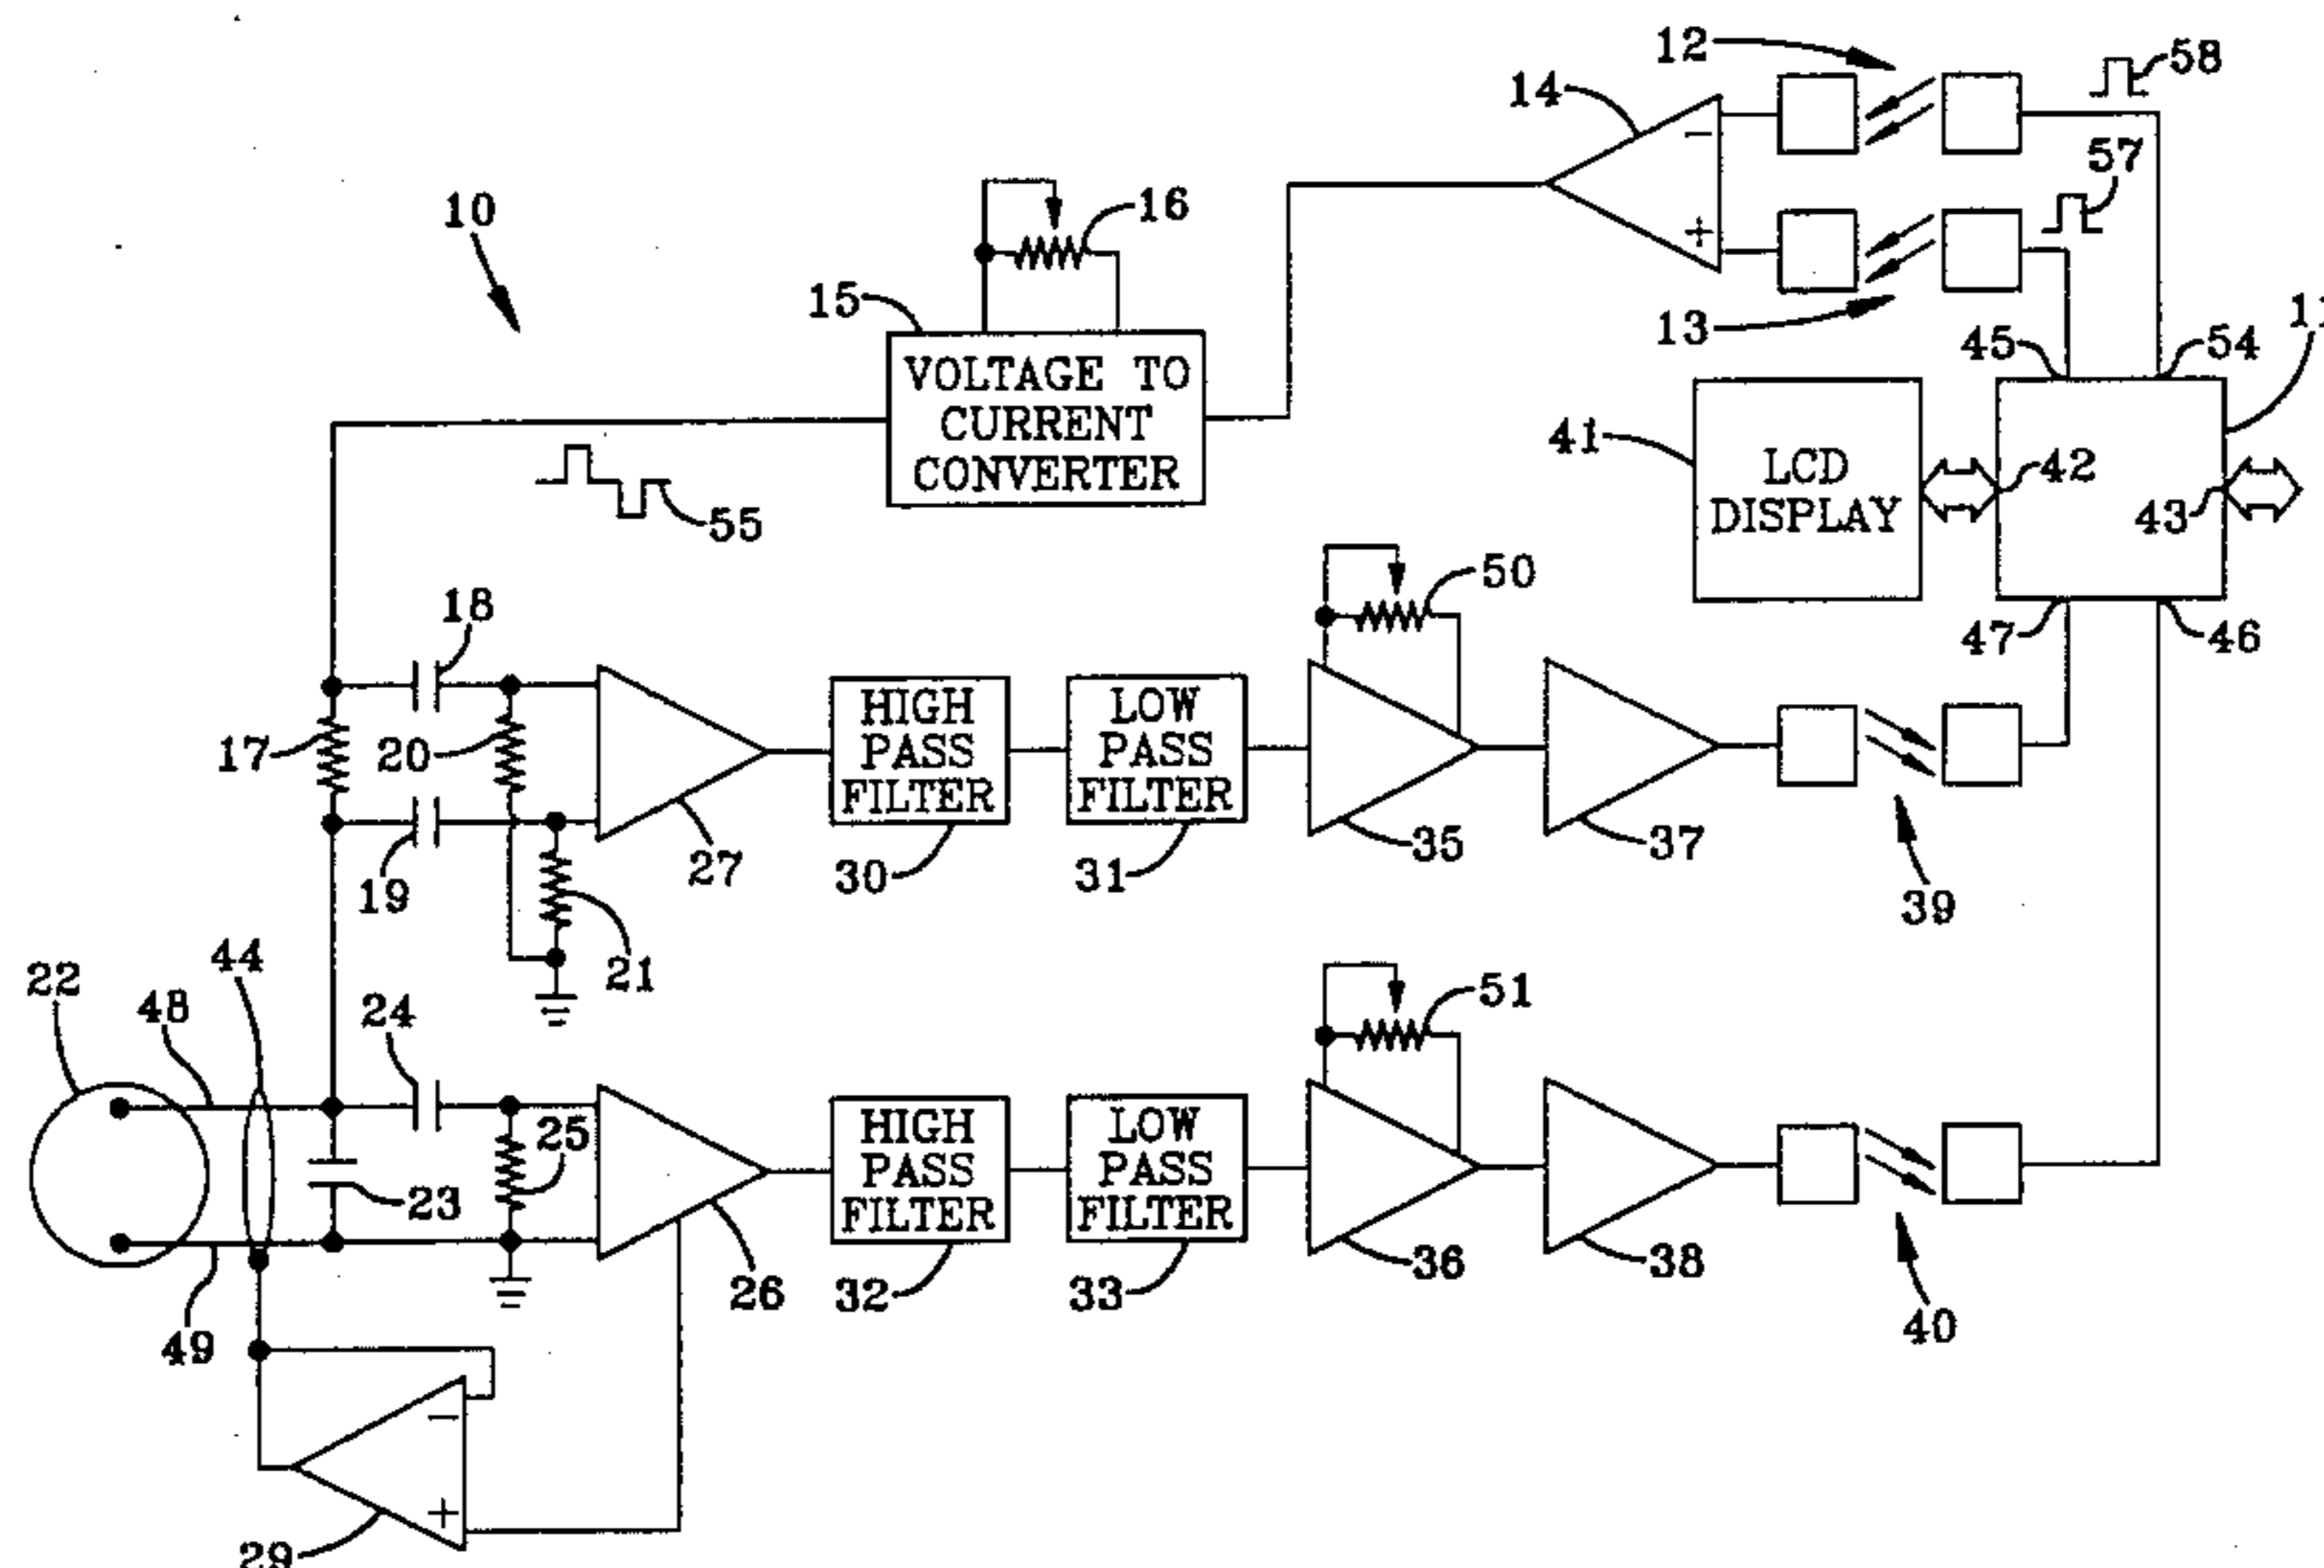 12
58
14
57
10
16
15
13
45
54
11
VOLTAGE TO
CURRENT
CONVERTER
−
+
41
LCD
DISPLAY
42
43
55
50
18
47
46
17
20
HIGH
PASS
FILTER
LOW
PASS
FILTER
19
27
30
31
35
37
39
21
44
22
48
24
51
25
HIGH
PASS
FILTER
LOW
PASS
FILTER
23
49
26
32
33
36
38
40
−
+
29